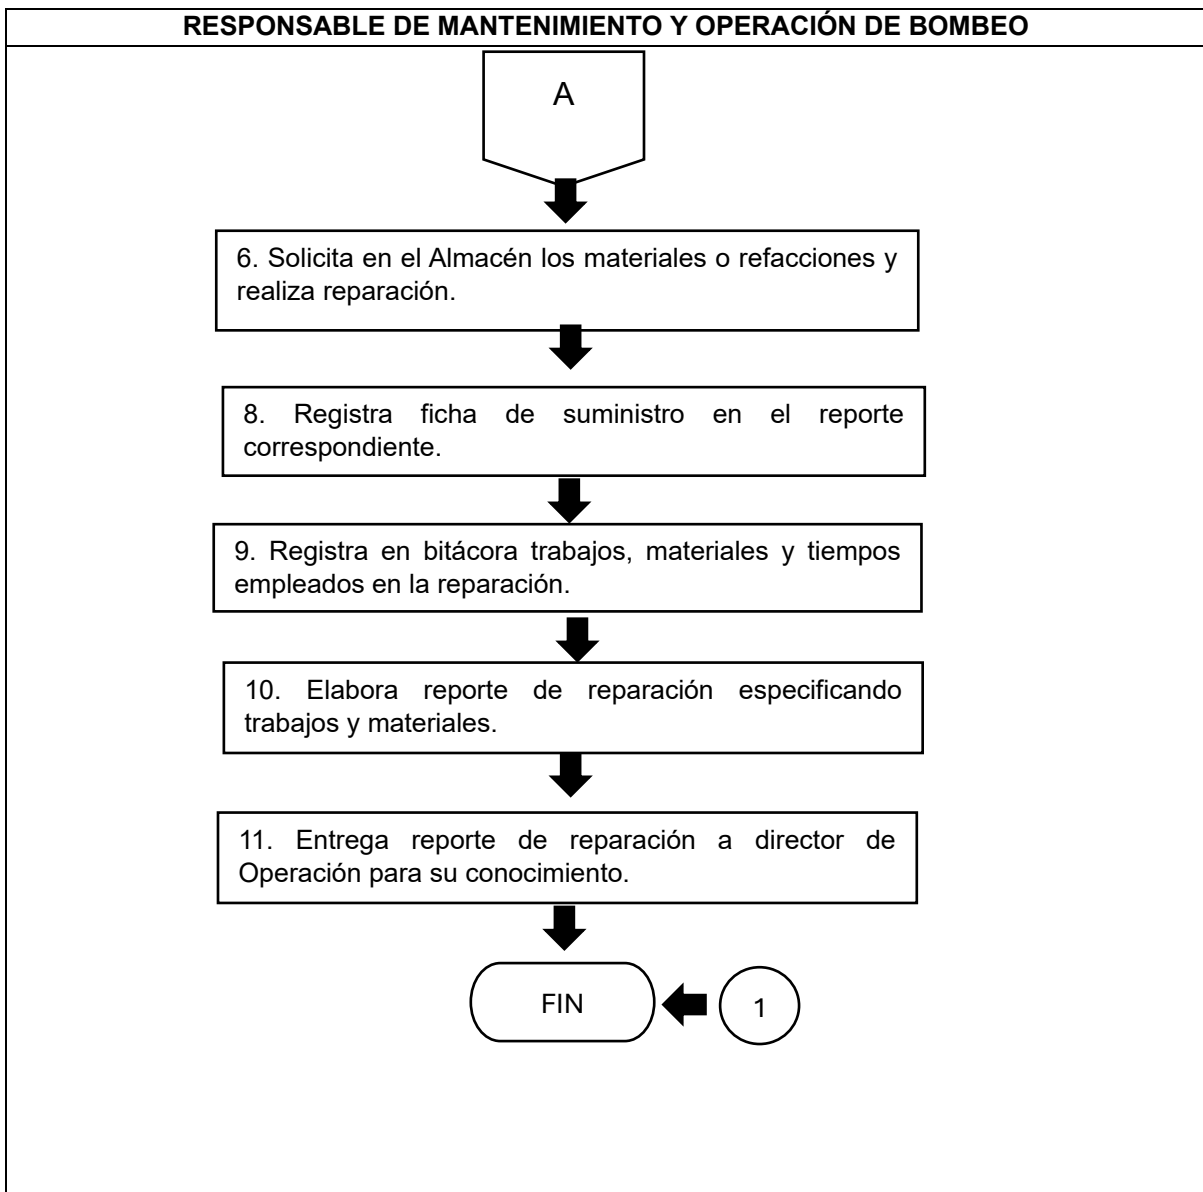 RESPONSABLE DE MANTENIMIENTO Y OPERACIÓN DE BOMBEO
A
6. Solicita en el Almacén los materiales o refacciones y
realiza reparación.
8. Registra ficha de suministro en el reporte
correspondiente.
9. Registra en bitácora trabajos, materiales y tiempos
empleados en la reparación.
10. Elabora reporte de reparación especificando
trabajos y materiales.
11. Entrega reporte de reparación a director de
Operación para su conocimiento.
FIN
1